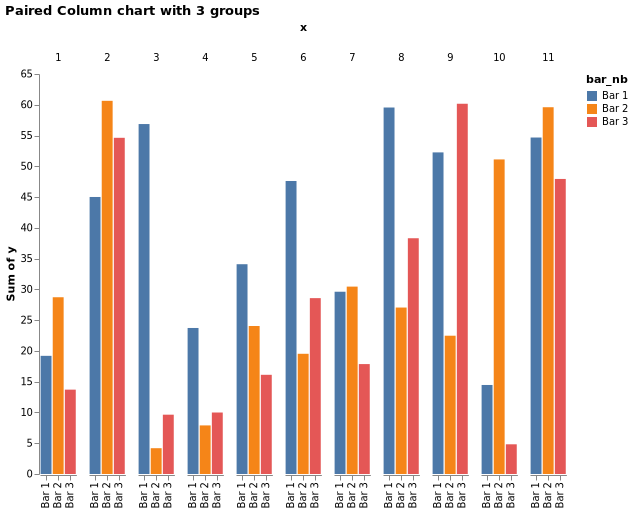 Paired Column chart with 3 groups
x
1 2 3 4 5 6 7 8 9 10 11
65
60
55
50
45
40
35
30
25
20
15
10
5
0
Sum of y
bar_nb
Bar 1
Bar 2
Bar 3
Bar 1 Bar 2 Bar 3 Bar 1 Bar 2 Bar 3 Bar 1 Bar 2 Bar 3 Bar 1 Bar 2 Bar 3 Bar 1 Bar 2 Bar 3 Bar 1 Bar 2 Bar 3 Bar 1 Bar 2 Bar 3 Bar 1 Bar 2 Bar 3 Bar 1 Bar 2 Bar 3 Bar 1 Bar 2 Bar 3 Bar 1 Bar 2 Bar 3